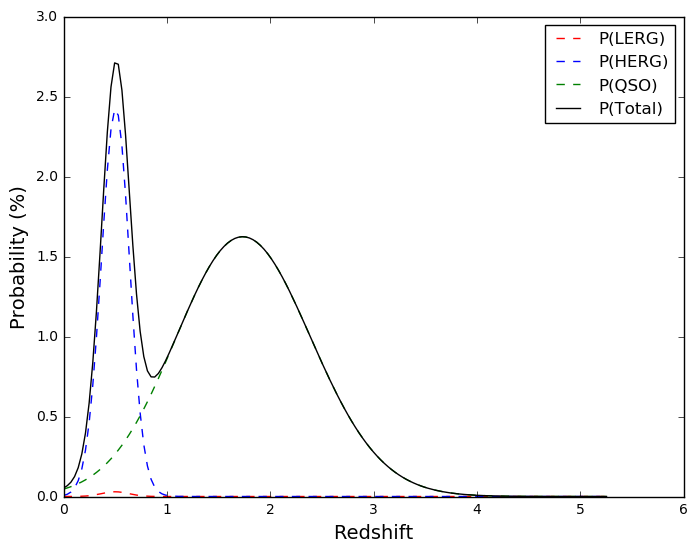 3.0
2.5
2.0
1.5
1.0
0.5
0.0
Probability (%)
P(LERG)
P(HERG)
P(QSO)
P(Total)
0 1 2 3 4 5 6
Redshift